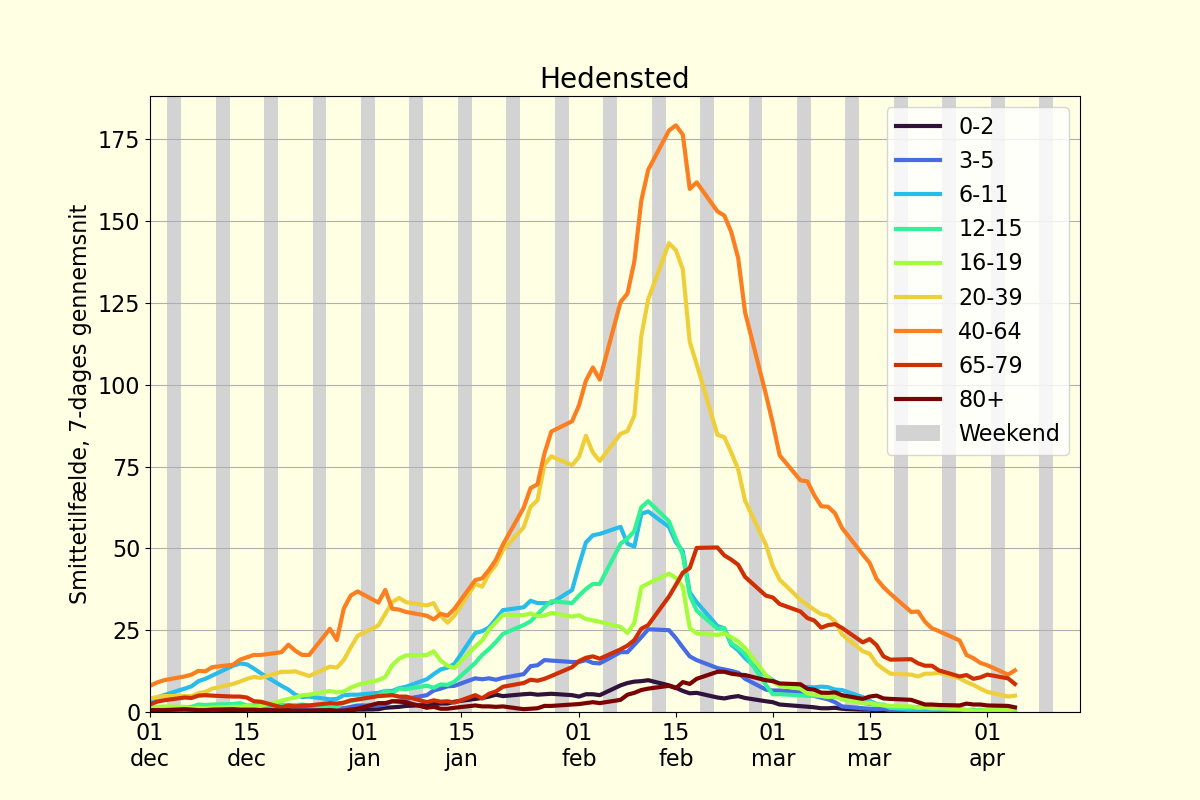 Hedensted
Smittetilfælde, 7-dages gennemsnit
175
150
125
100
75
50
25
0
01 dec
15 dec
01 jan
15 jan
01 feb
15 feb
01 mar
15 mar
01 apr
0-2
3-5
6-11
12-15
16-19
20-39
40-64
65-79
80+
Weekend